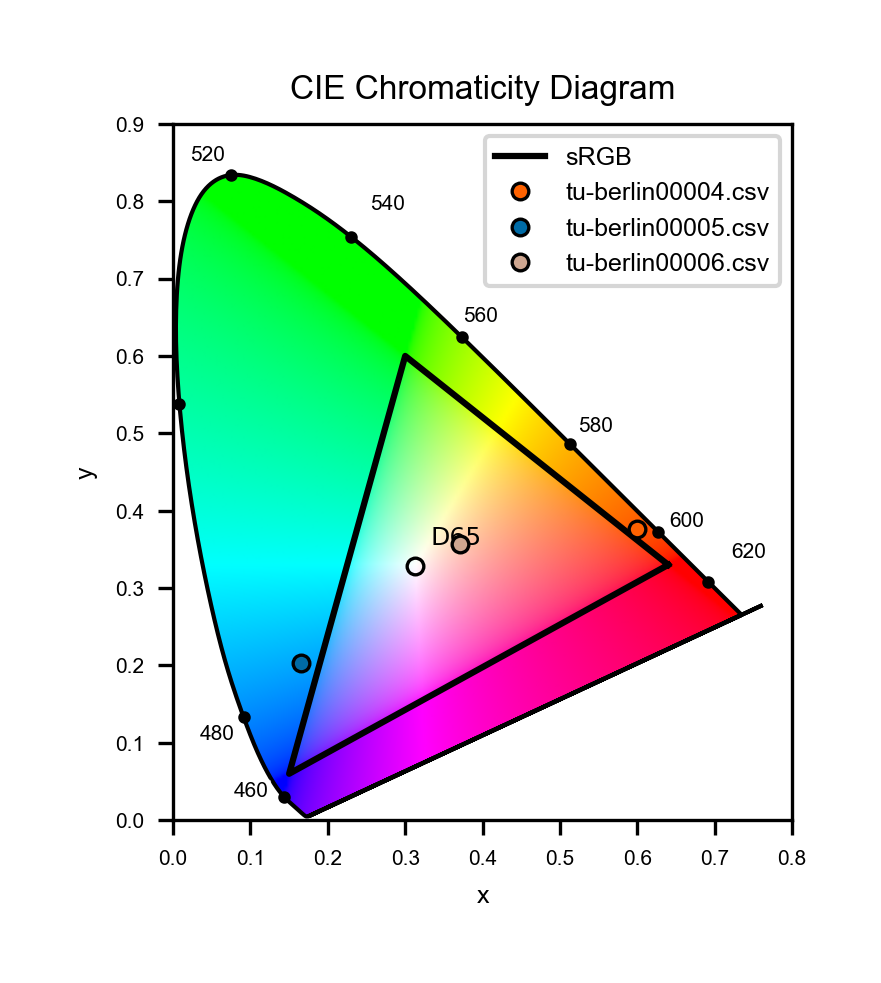 CIE Chromaticity Diagram
0.9
0.8
0.7
0.6
0.5
0.4
0.3
0.2
0.1
0.0
y
520
540
560
580
600
620
480
460
D65
sRGB
tu-berlin00004.csv
tu-berlin00005.csv
tu-berlin00006.csv
0.0 0.1 0.2 0.3 0.4 0.5 0.6 0.7 0.8
x